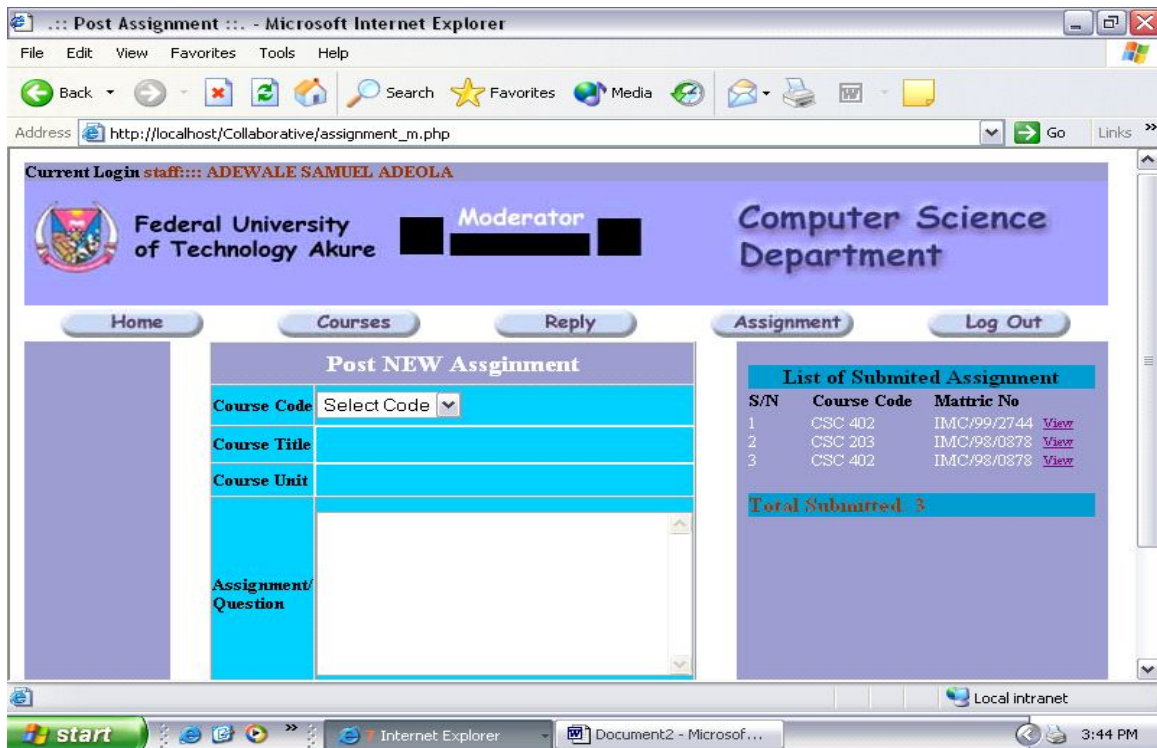 .:: Post Assignment ::. - Microsoft Internet Explorer
File Edit View Favorites Tools Help
Back Search Favorites Media
Address http://localhost/Collaborative/assignment_m.php Go Links »
Current Login staff:::: ADEWALE SAMUEL ADEOLA
Federal University
of Technology Akure
Moderator
Computer Science
Department
Home Courses Reply Assignment Log Out
Post NEW Assginment
Course Code Select Code
Course Title
Course Unit
Assignment/
Question
List of Submited Assignment
S/N Course Code Mattric No
1 CSC 402 IMC/99/2744 View
2 CSC 203 IMC/98/0878 View
3 CSC 402 IMC/98/0878 View
Total Submitted: 3
Local intranet
start » 7 Internet Explorer Document2 - Microsof... 3:44 PM